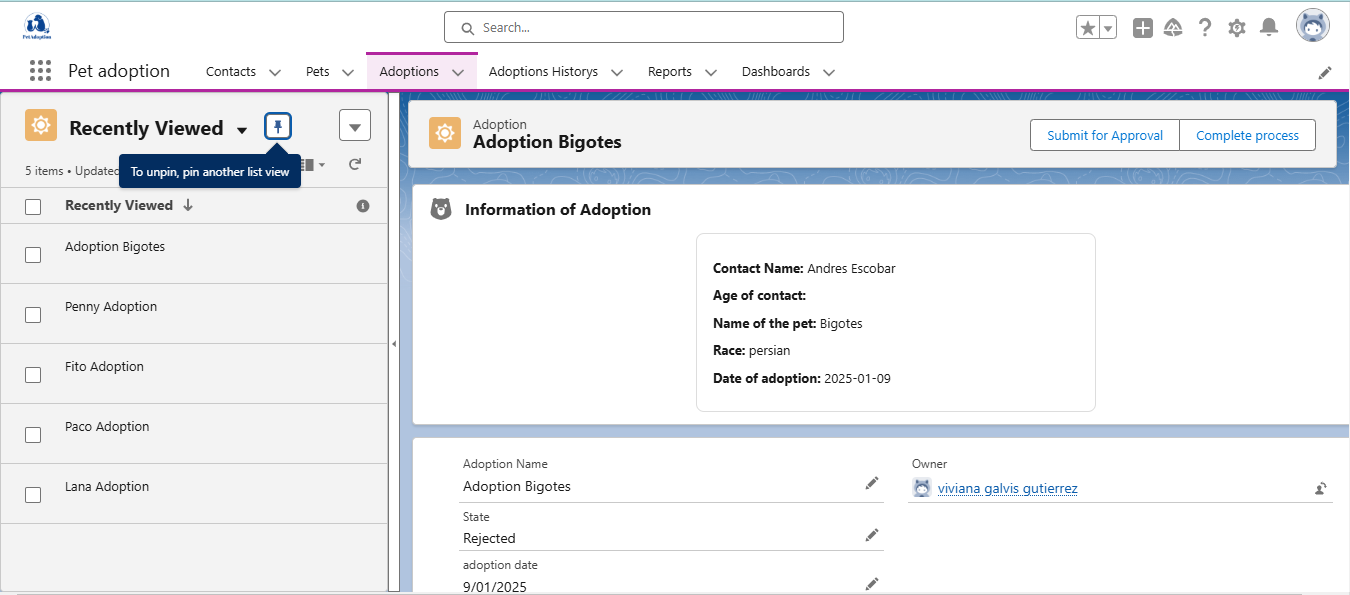 Pet Adoption
Search...
Pet adoption
Contacts
Pets
Adoptions
Adoptions Historys
Reports
Dashboards
Recently Viewed
5 items • Updated
To unpin, pin another list view
Recently Viewed
Adoption Bigotes
Penny Adoption
Fito Adoption
Paco Adoption
Lana Adoption
Adoption
Adoption Bigotes
Submit for Approval
Complete process
Information of Adoption
Contact Name: Andres Escobar
Age of contact:
Name of the pet: Bigotes
Race: persian
Date of adoption: 2025-01-09
Adoption Name
Adoption Bigotes
Owner
viviana galvis gutierrez
State
Rejected
adoption date
9/01/2025